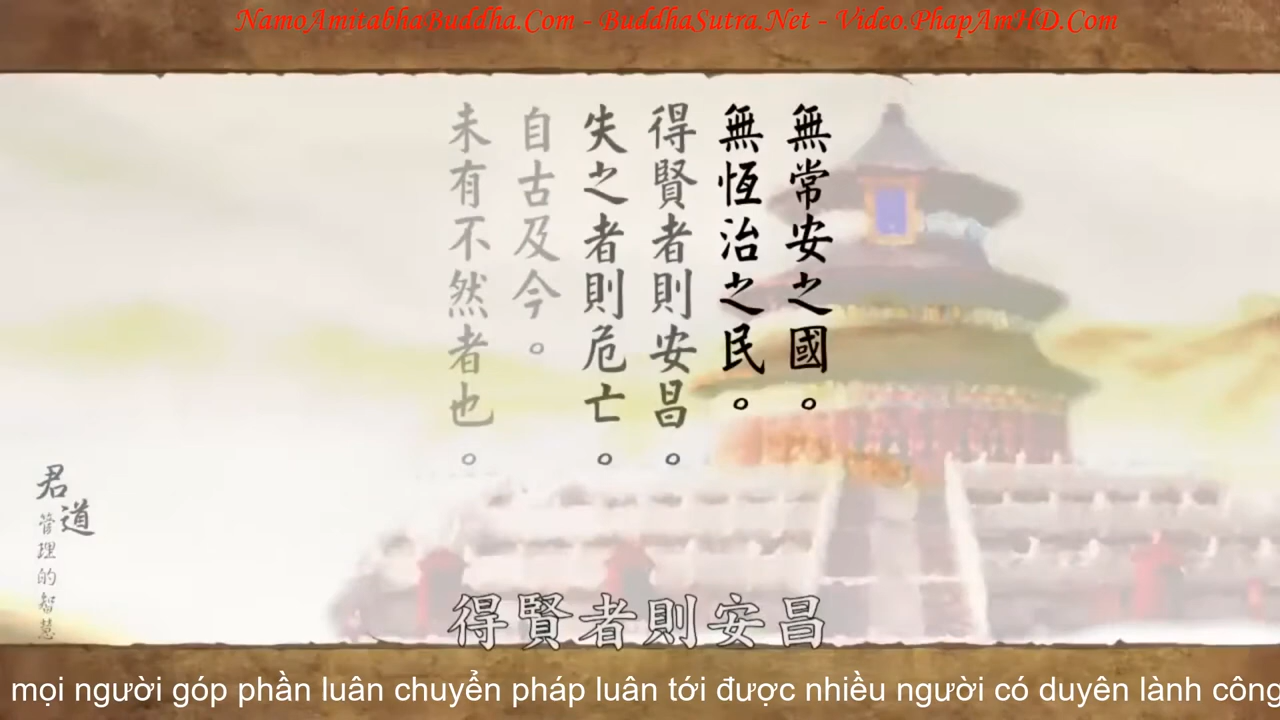 NamoAmitabhaBuddha.Com - BuddhaSutra.Net - Video.PhapAmHD.Com
無常安之國。
無恆治之民。
得賢者則安昌。
失之者則危亡。
自古及今。
未有不然者也。
君道
管理的智慧
得賢者則安昌
mọi người góp phần luân chuyển pháp luân tới được nhiều người có duyên lành công